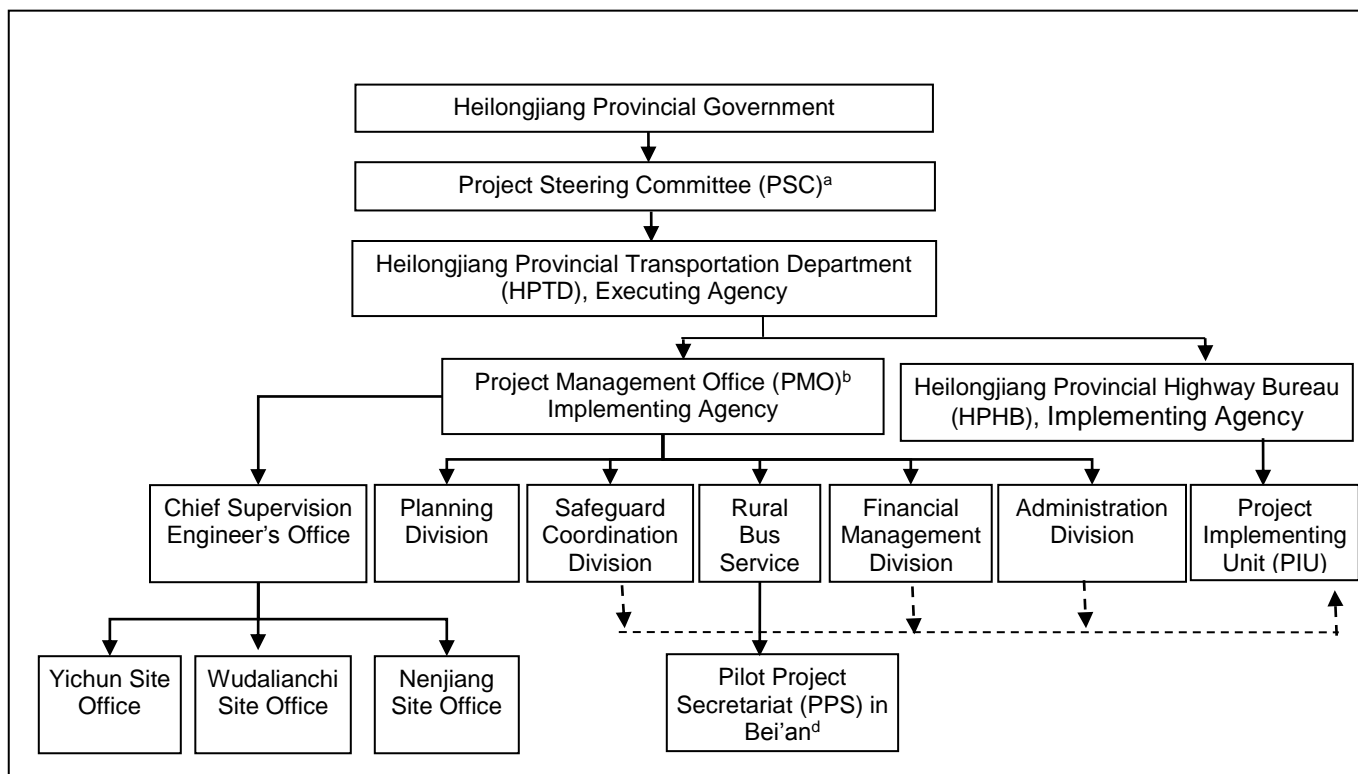 Heilongjiang Provincial Government
Project Steering Committee (PSC)ᵃ
Heilongjiang Provincial Transportation Department
(HPTD), Executing Agency
Project Management Office (PMO)ᵇ
Implementing Agency
Heilongjiang Provincial Highway Bureau
(HPHB), Implementing Agency
Chief Supervision
Engineer's Office
Planning
Division
Safeguard
Coordination
Division
Rural
Bus
Service
Financial
Management
Division
Administration
Division
Project
Implementing
Unit (PIU)
Yichun Site
Office
Wudalianchi
Site Office
Nenjiang
Site Office
Pilot Project
Secretariat (PPS) in
Bei'anᵈ